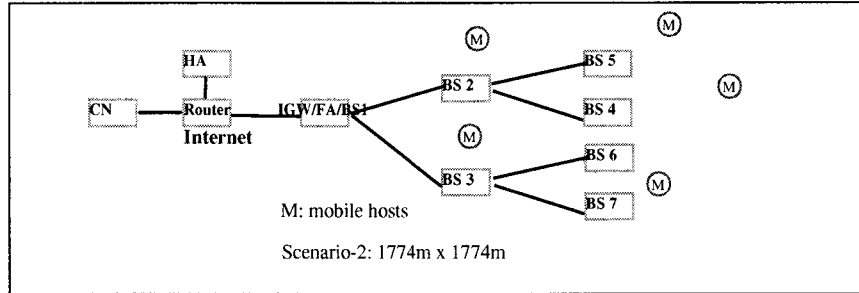 M
M
HA
BS 5
BS 2
M
CN
Router
IGW/FA/BS1
BS 4
Internet
M
BS 6
BS 3
M
BS 7
M: mobile hosts
Scenario-2: 1774m x 1774m